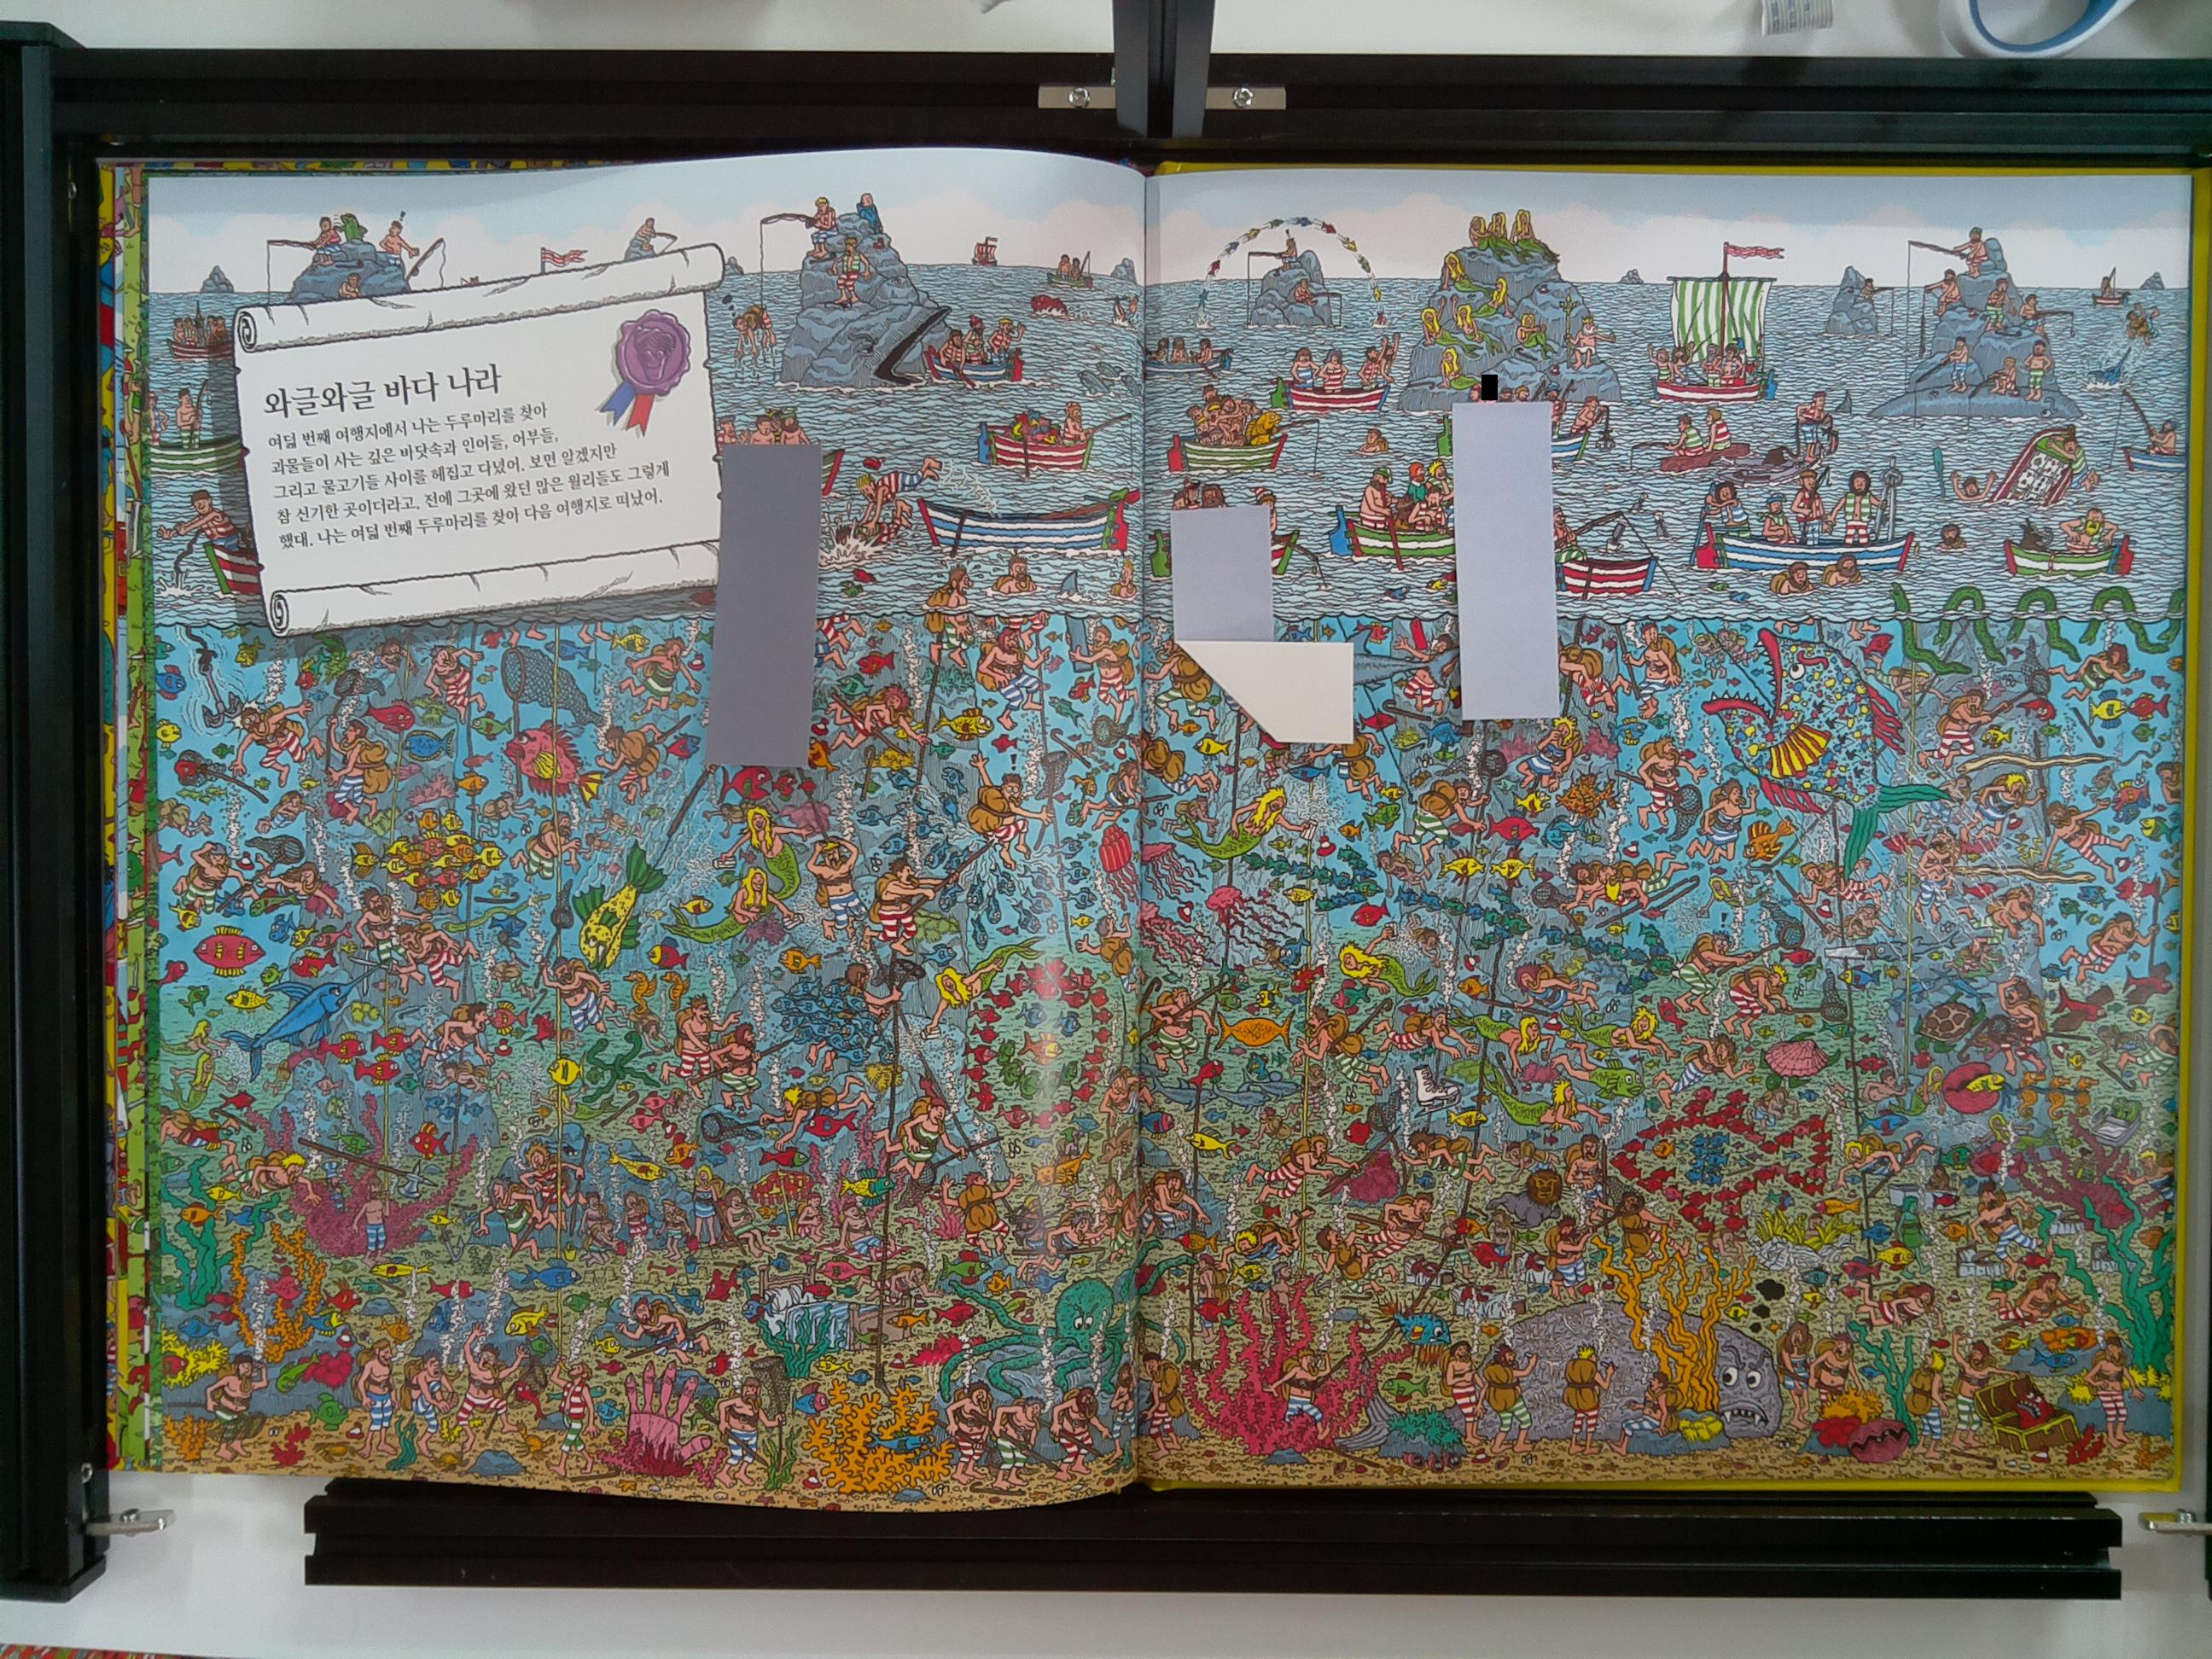 와글와글 바다 나라
여덟 번째 여행지에서 나는 두루마리를 찾아
괴물들이 사는 깊은 바닷속과 인어들, 어부들,
그리고 물고기들 사이를 헤집고 다녔어. 보면 알겠지만
참 신기한 곳이더라고. 전에 그곳에 왔던 많은 월리들도 그렇게
했대. 나는 여덟 번째 두루마리를 찾아 다음 여행지로 떠났어.